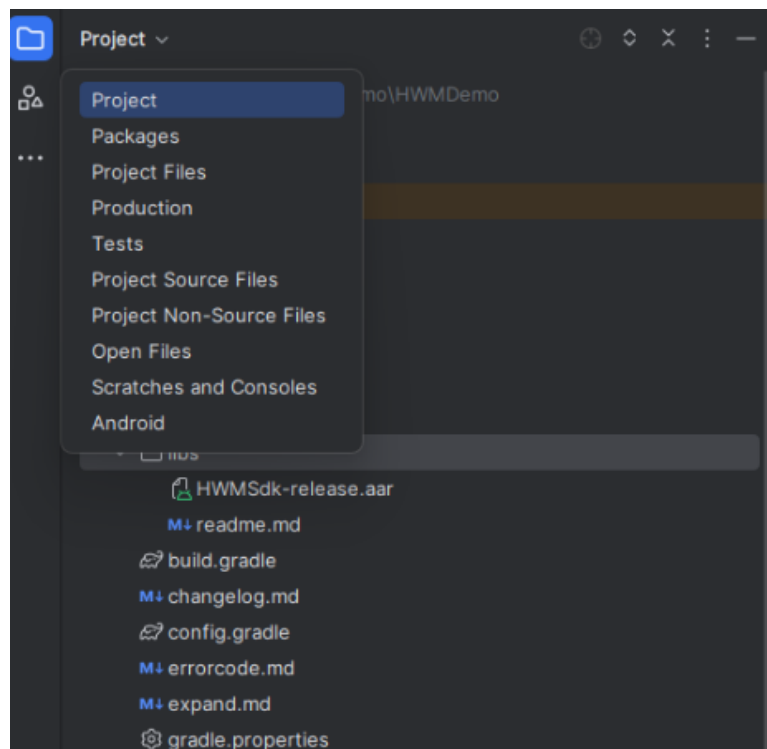 Project
Project
mo\HWMDemo
Packages
Project Files
Production
Tests
Project Source Files
Project Non-Source Files
Open Files
Scratches and Consoles
Android
libs
HWMSdk-release.aar
M↓ readme.md
build.gradle
M↓ changelog.md
config.gradle
M↓ errorcode.md
M↓ expand.md
gradle.properties